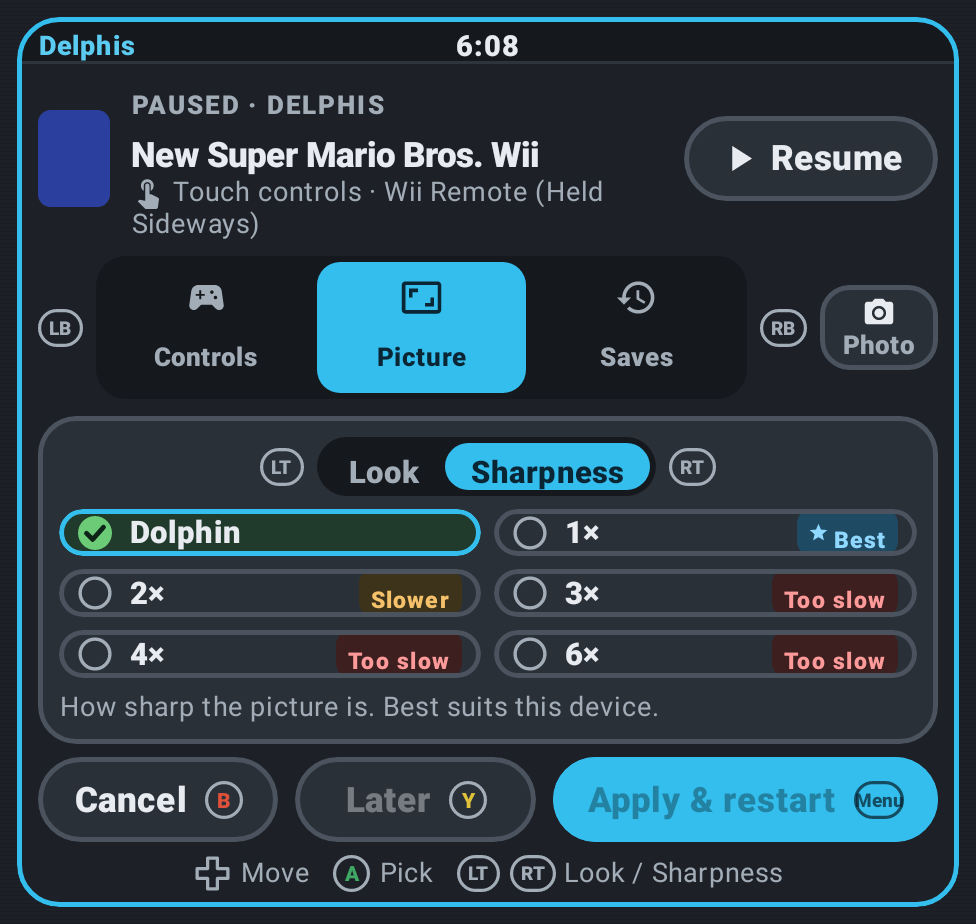 Delphis
6:08
PAUSED · DELPHIS
New Super Mario Bros. Wii
Touch controls · Wii Remote (Held
Sideways)
Resume
LB
Controls
Picture
Saves
RB
Photo
LT
Look
Sharpness
RT
Dolphin
1×
Best
2×
Slower
3×
Too slow
4×
Too slow
6×
Too slow
How sharp the picture is. Best suits this device.
Cancel B
Later Y
Apply & restart Menu
Move A Pick LT RT Look / Sharpness